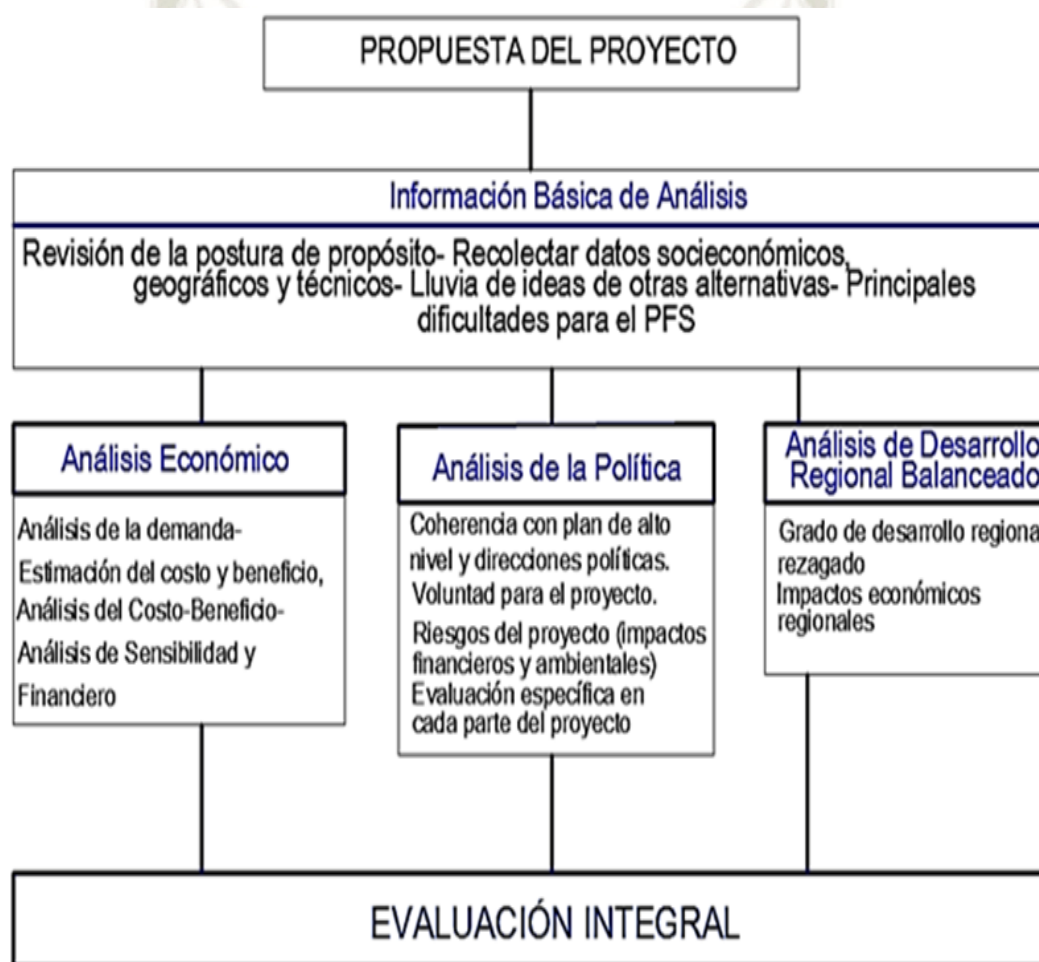 PROPUESTA DEL PROYECTO
Información Básica de Análisis
Revisión de la postura de propósito- Recolectar datos socieconómicos,
geográficos y técnicos- Lluvia de ideas de otras alternativas- Principales
dificultades para el PFS
Análisis Económico
Análisis de la demanda-
Estimación del costo y beneficio,
Análisis del Costo-Beneficio-
Análisis de Sensibilidad y
Financiero
Análisis de la Política
Coherencia con plan de alto
nivel y direcciones políticas.
Voluntad para el proyecto.
Riesgos del proyecto (impactos
financieros y ambientales)
Evaluación específica en
cada parte del proyecto
Análisis de Desarrollo
Regional Balanceado
Grado de desarrollo regiona
rezagado
Impactos económicos
regionales
EVALUACIÓN INTEGRAL